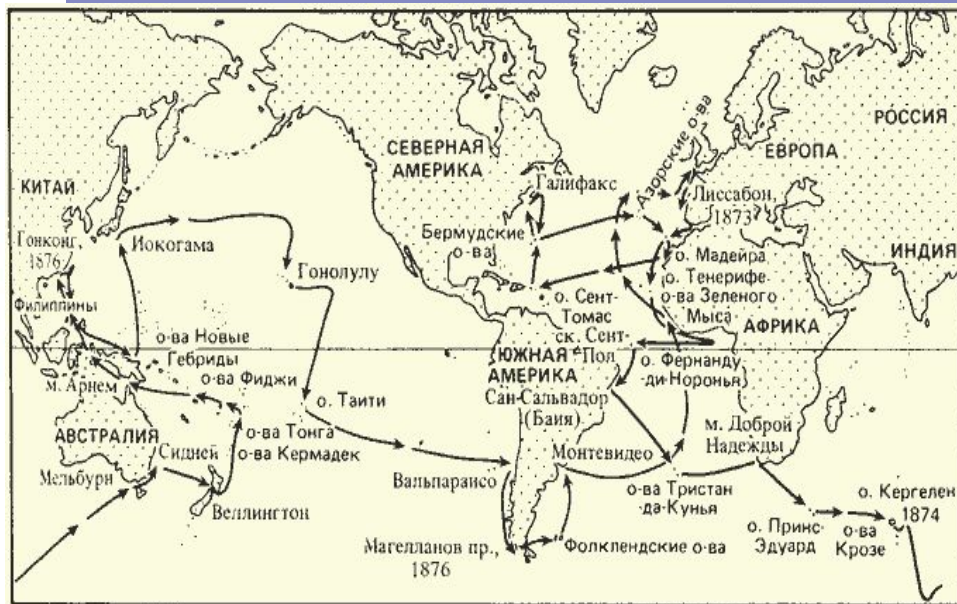 РОССИЯ
СЕВЕРНАЯ
АМЕРИКА
ЕВРОПА
Азорские о-ва
КИТАЙ
Галифакс
Лиссабон,
1873
Гонконг,
1876
Иокогама
Бермудские
о-ва
ИНДИЯ
о. Мадейра
Гонолулу
о. Тенерифе
о-ва Зеленого
Мыса
Филиппины
о. Сент-
Томас
ск. Сент-
Пол
АФРИКА
о-ва Новые
Гебриды
ЮЖНАЯ
АМЕРИКА
о. Фернанду
-ди-Норонья
м. Арнем
о-ва Фиджи
о. Таити
Сан-Сальвадор
(Баия)
м. Доброй
Надежды
АВСТРАЛИЯ
Сидней
о-ва Тонга
о-ва Кермадек
Монтевидео
Мельбурн
Вальпараисо
о-ва Тристан
-да-Кунья
о. Кергелен
1874
Веллингтон
о. Принс-
Эдуард
о-ва
Крозе
Магелланов пр.,
1876
Фолклендские о-ва